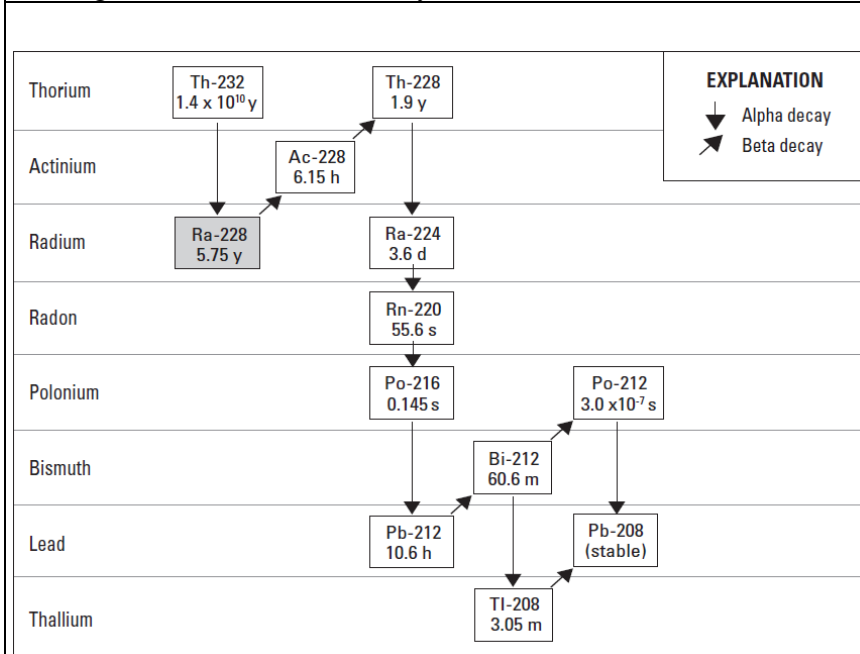 Thorium
Th-232
1.4 x 10¹⁰ y
Th-228
1.9 y
EXPLANATION
Alpha decay
Beta decay
Actinium
Ac-228
6.15 h
Radium
Ra-228
5.75 y
Ra-224
3.6 d
Radon
Rn-220
55.6 s
Polonium
Po-216
0.145 s
Po-212
3.0 x10⁻⁷ s
Bismuth
Bi-212
60.6 m
Lead
Pb-212
10.6 h
Pb-208
(stable)
Thallium
Tl-208
3.05 m